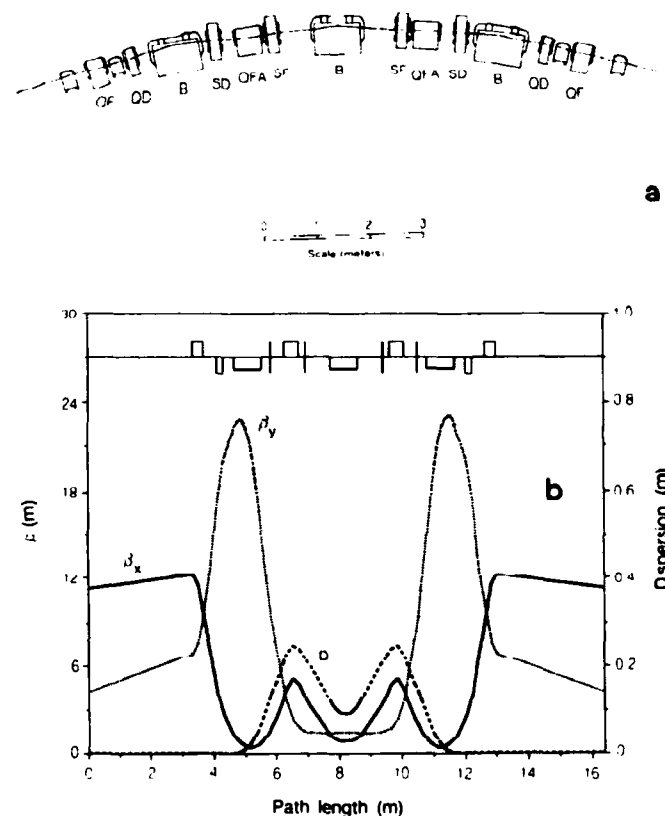 QF QD B SD QFA SF B SF QFA SD B QD QF
a
0 1 2 3
Scale (meters)
30 1.0
24 0.8
18 0.6
12 0.4
6 0.2
0 0
βy
b
βx
D
(m)
Dispersion (m)
0 2 4 6 8 10 12 14 16
Path length (m)